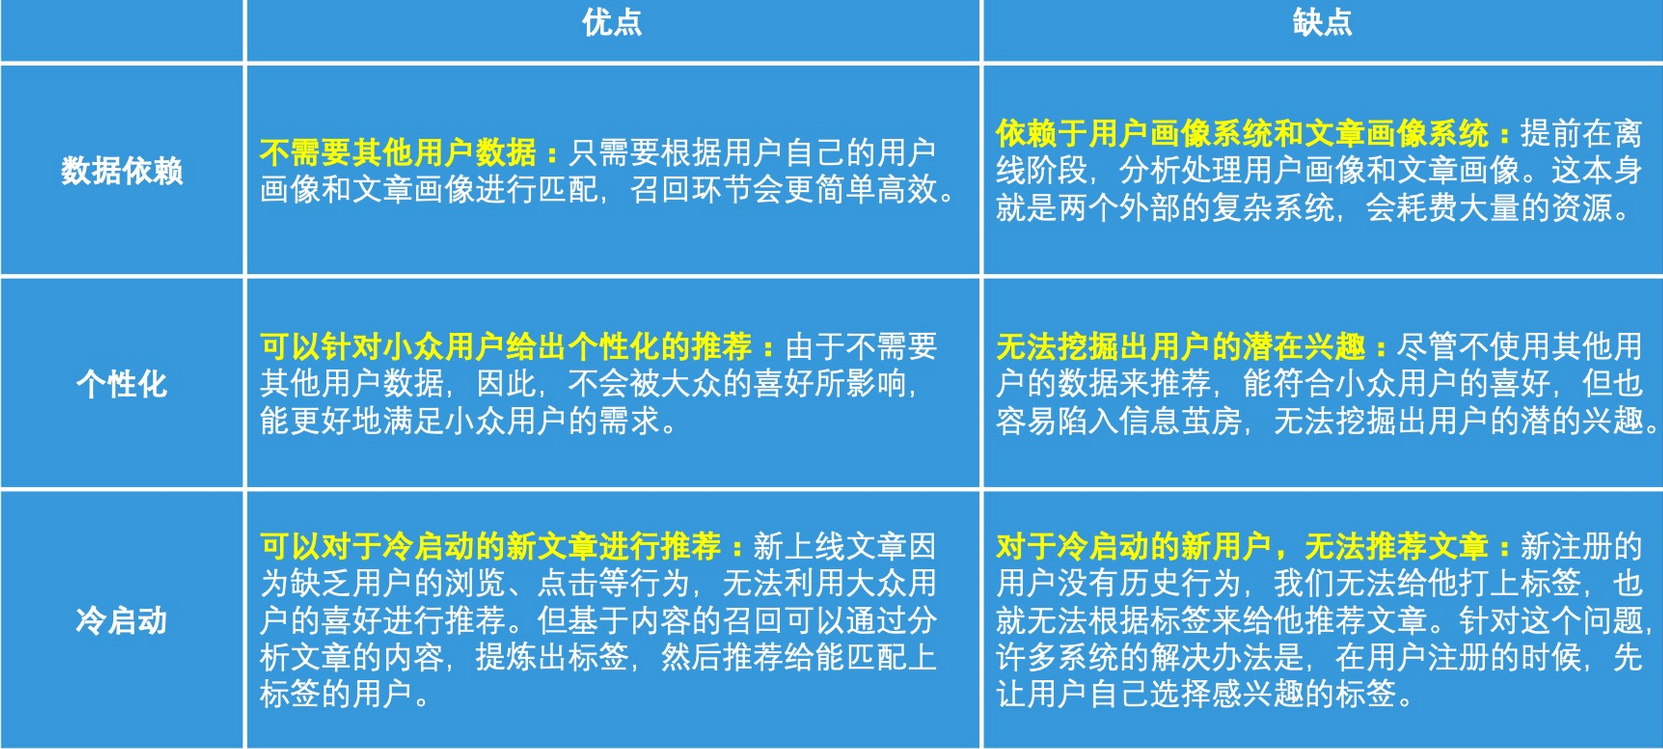 优点
缺点
数据依赖
不需要其他用户数据：只需要根据用户自己的用户
画像和文章画像进行匹配，召回环节会更简单高效。
依赖于用户画像系统和文章画像系统：提前在离
线阶段，分析处理用户画像和文章画像。这本身
就是两个外部的复杂系统，会耗费大量的资源。
个性化
可以针对小众用户给出个性化的推荐：由于不需要
其他用户数据，因此，不会被大众的喜好所影响，
能更好地满足小众用户的需求。
无法挖掘出用户的潜在兴趣：尽管不使用其他用
户的数据来推荐，能符合小众用户的喜好，但也
容易陷入信息茧房，无法挖掘出用户的潜的兴趣。
冷启动
可以对于冷启动的新文章进行推荐：新上线文章因
为缺乏用户的浏览、点击等行为，无法利用大众用
户的喜好进行推荐。但基于内容的召回可以通过分
析文章的内容，提炼出标签，然后推荐给能匹配上
标签的用户。
对于冷启动的新用户，无法推荐文章：新注册的
用户没有历史行为，我们无法给他打上标签，也
就无法根据标签来给他推荐文章。针对这个问题，
许多系统的解决办法是，在用户注册的时候，先
让用户自己选择感兴趣的标签。